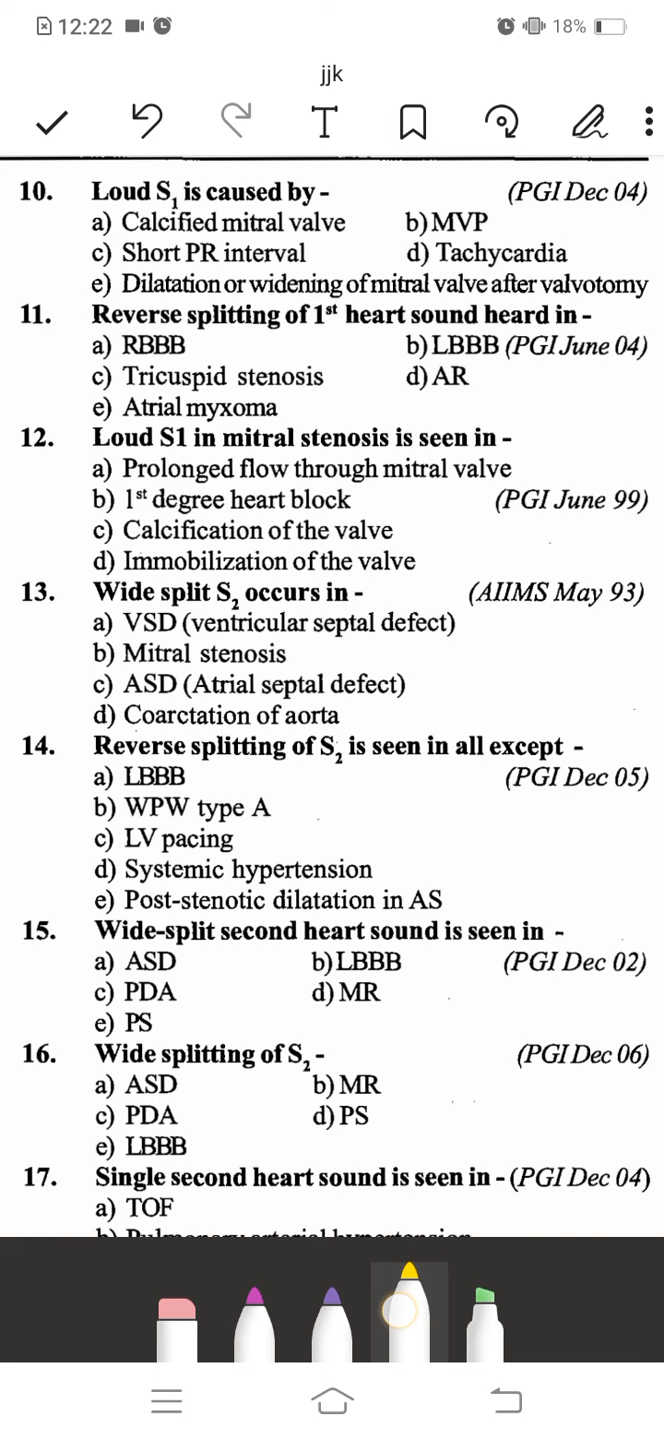 12:22 18%
jjk
T
10. Loud S1 is caused by - (PGI Dec 04)
a) Calcified mitral valve b) MVP
c) Short PR interval d) Tachycardia
e) Dilatation or widening of mitral valve after valvotomy
11. Reverse splitting of 1st heart sound heard in -
a) RBBB b) LBBB (PGI June 04)
c) Tricuspid stenosis d) AR
e) Atrial myxoma
12. Loud S1 in mitral stenosis is seen in -
a) Prolonged flow through mitral valve
b) 1st degree heart block (PGI June 99)
c) Calcification of the valve
d) Immobilization of the valve
13. Wide split S2 occurs in - (AIIMS May 93)
a) VSD (ventricular septal defect)
b) Mitral stenosis
c) ASD (Atrial septal defect)
d) Coarctation of aorta
14. Reverse splitting of S2 is seen in all except -
a) LBBB (PGI Dec 05)
b) WPW type A
c) LV pacing
d) Systemic hypertension
e) Post-stenotic dilatation in AS
15. Wide-split second heart sound is seen in -
a) ASD b) LBBB (PGI Dec 02)
c) PDA d) MR
e) PS
16. Wide splitting of S2 - (PGI Dec 06)
a) ASD b) MR
c) PDA d) PS
e) LBBB
17. Single second heart sound is seen in - (PGI Dec 04)
a) TOF
b) Pulmonary arterial hypertension